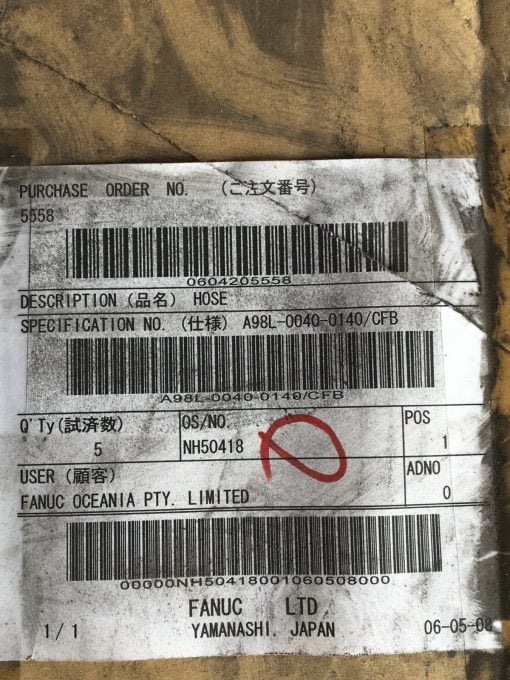 PURCHASE ORDER NO. (ご注文番号)
5558
0604205558
DESCRIPTION (品名) HOSE
SPECIFICATION NO. (仕様) A98L-0040-0140/CFB
A98L-0040-0140/CFB
Q'Ty(試済数) OS/NO. POS
5 NH50418 1
USER (顧客) ADNO
FANUC OCEANIA PTY. LIMITED 0
00000NH50418001060508000
FANUC LTD.
1/1 YAMANASHI. JAPAN 06-05-08